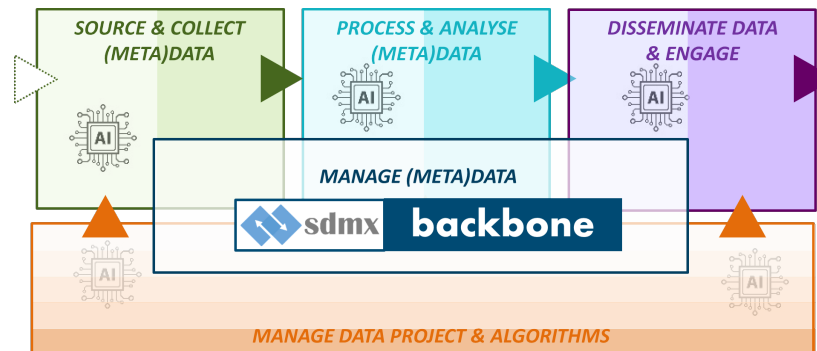 SOURCE & COLLECT
(META)DATA
PROCESS & ANALYSE
(META)DATA
DISSEMINATE DATA
& ENGAGE
AI
AI
AI
MANAGE (META)DATA
sdmx backbone
AI
AI
MANAGE DATA PROJECT & ALGORITHMS